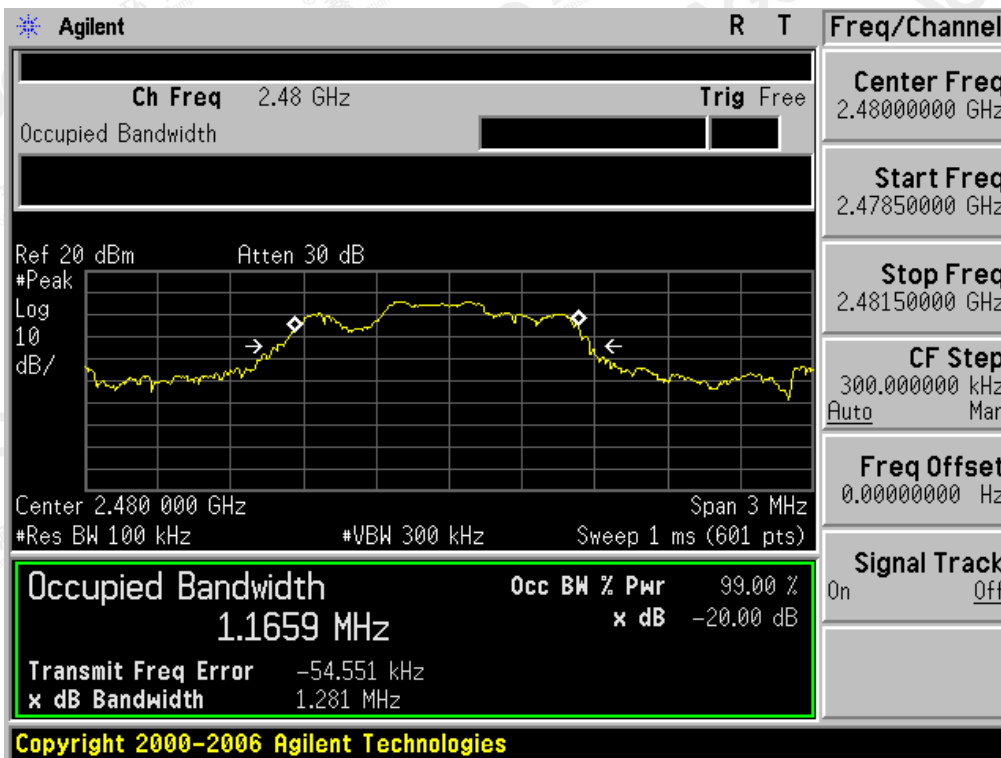 Agilent R T
Ch Freq 2.48 GHz Trig Free
Occupied Bandwidth
Ref 20 dBm Atten 30 dB
#Peak
Log
10
dB/
Center 2.480 000 GHz Span 3 MHz
#Res BW 100 kHz #VBW 300 kHz Sweep 1 ms (601 pts)
Occupied Bandwidth
1.1659 MHz
Occ BW % Pwr 99.00 %
x dB -20.00 dB
Transmit Freq Error -54.551 kHz
x dB Bandwidth 1.281 MHz
Copyright 2000-2006 Agilent Technologies
Freq/Channel
Center Freq
2.48000000 GHz
Start Freq
2.47850000 GHz
Stop Freq
2.48150000 GHz
CF Step
300.000000 kHz
Auto Man
Freq Offset
0.00000000 Hz
Signal Track
On Off